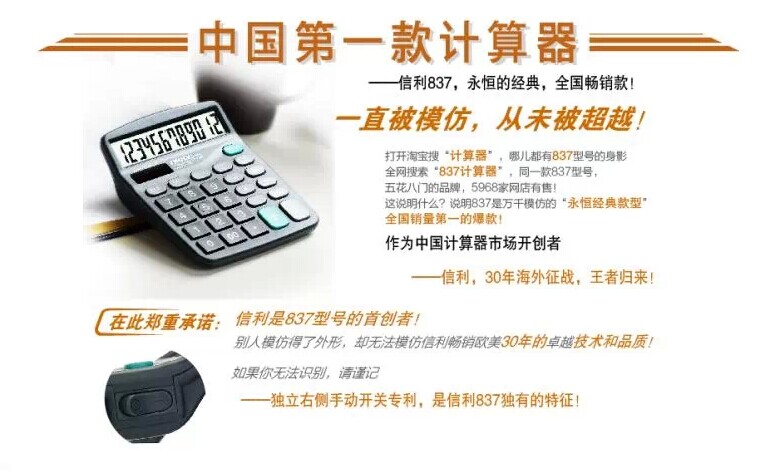 中国第一款计算器
——信利837，永恒的经典，全国畅销款！
一直被模仿，从未被超越！
打开淘宝搜“计算器”，哪儿都有837型号的身影
全网搜索“837计算器”，同一款837型号，
五花八门的品牌，5968家网店有售！
这说明什么？说明837是万千模仿的“永恒经典款型”
全国销量第一的爆款！
作为中国计算器市场开创者
——信利，30年海外征战，王者归来！
123456789012
在此郑重承诺：信利是837型号的首创者！
别人模仿得了外形，却无法模仿信利畅销欧美30年的卓越技术和品质！
如果你无法识别，请谨记
——独立右侧手动开关专利，是信利837独有的特征！